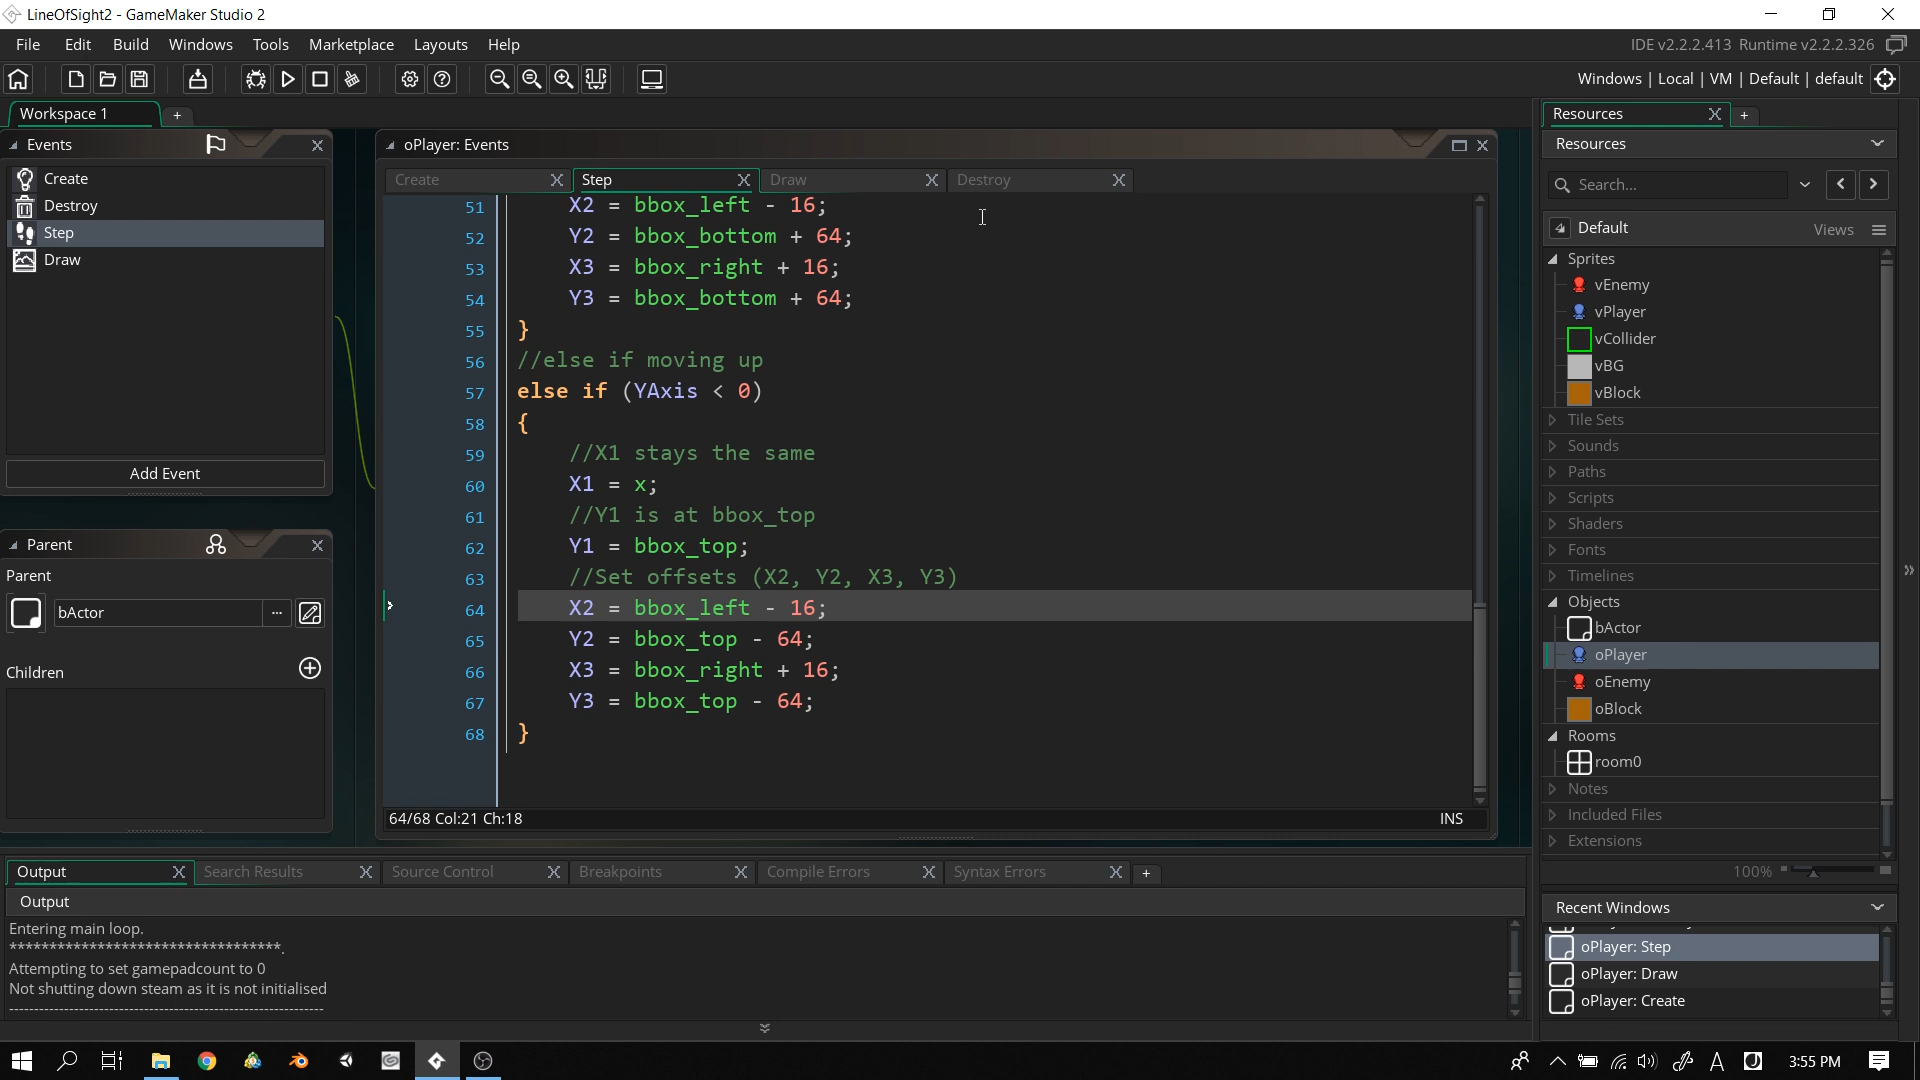 LineOfSight2 - GameMaker Studio 2
File Edit Build Windows Tools Marketplace Layouts Help
IDE v2.2.2.413 Runtime v2.2.2.326
Windows | Local | VM | Default | default
Workspace 1
+
Events
Create
Destroy
Step
Draw
Add Event
Parent
Parent
bActor
...
Children
oPlayer: Events
Create Step Draw Destroy
51 X2 = bbox_left - 16;
52 Y2 = bbox_bottom + 64;
53 X3 = bbox_right + 16;
54 Y3 = bbox_bottom + 64;
55 }
56 //else if moving up
57 else if (YAxis < 0)
58 {
59 //X1 stays the same
60 X1 = x;
61 //Y1 is at bbox_top
62 Y1 = bbox_top;
63 //Set offsets (X2, Y2, X3, Y3)
64 X2 = bbox_left - 16;
65 Y2 = bbox_top - 64;
66 X3 = bbox_right + 16;
67 Y3 = bbox_top - 64;
68 }
64/68 Col:21 Ch:18
INS
Output Search Results Source Control Breakpoints Compile Errors Syntax Errors +
Output
Entering main loop.
**********************************.
Attempting to set gamepadcount to 0
Not shutting down steam as it is not initialised
---------------------------------------------------------------
Resources +
Resources
Search...
Default Views
Sprites
vEnemy
vPlayer
vCollider
vBG
vBlock
Tile Sets
Sounds
Paths
Scripts
Shaders
Fonts
Timelines
Objects
bActor
oPlayer
oEnemy
oBlock
Rooms
room0
Notes
Included Files
Extensions
100%
Recent Windows
oPlayer: Step
oPlayer: Draw
oPlayer: Create
3:55 PM